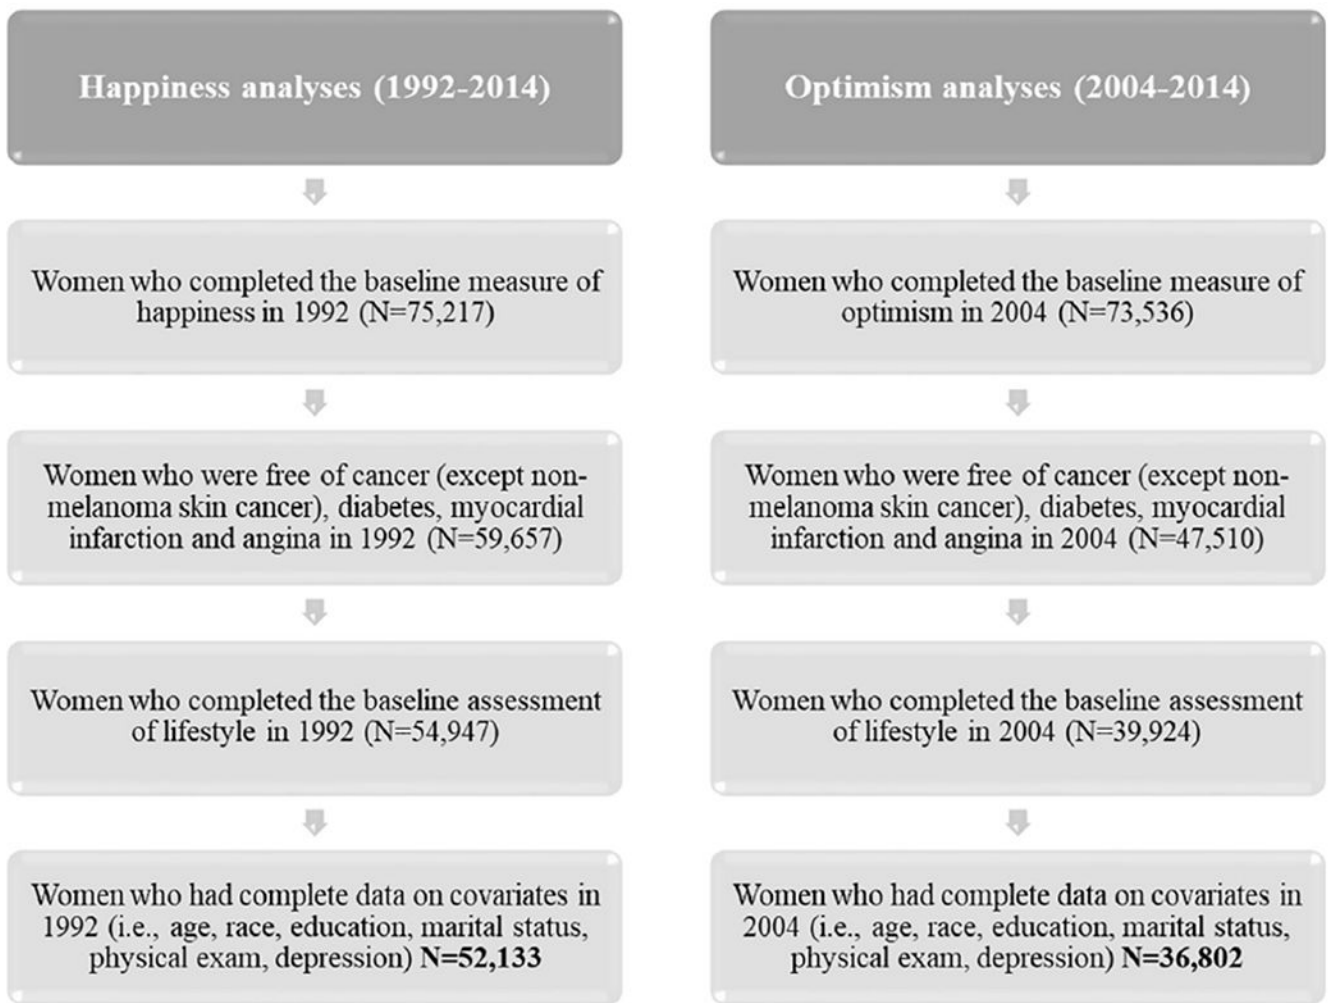 Happiness analyses (1992-2014)
Women who completed the baseline measure of
happiness in 1992 (N=75,217)
Women who were free of cancer (except non-
melanoma skin cancer), diabetes, myocardial
infarction and angina in 1992 (N=59,657)
Women who completed the baseline assessment
of lifestyle in 1992 (N=54,947)
Women who had complete data on covariates in
1992 (i.e., age, race, education, marital status,
physical exam, depression) N=52,133
Optimism analyses (2004-2014)
Women who completed the baseline measure of
optimism in 2004 (N=73,536)
Women who were free of cancer (except non-
melanoma skin cancer), diabetes, myocardial
infarction and angina in 2004 (N=47,510)
Women who completed the baseline assessment
of lifestyle in 2004 (N=39,924)
Women who had complete data on covariates in
2004 (i.e., age, race, education, marital status,
physical exam, depression) N=36,802